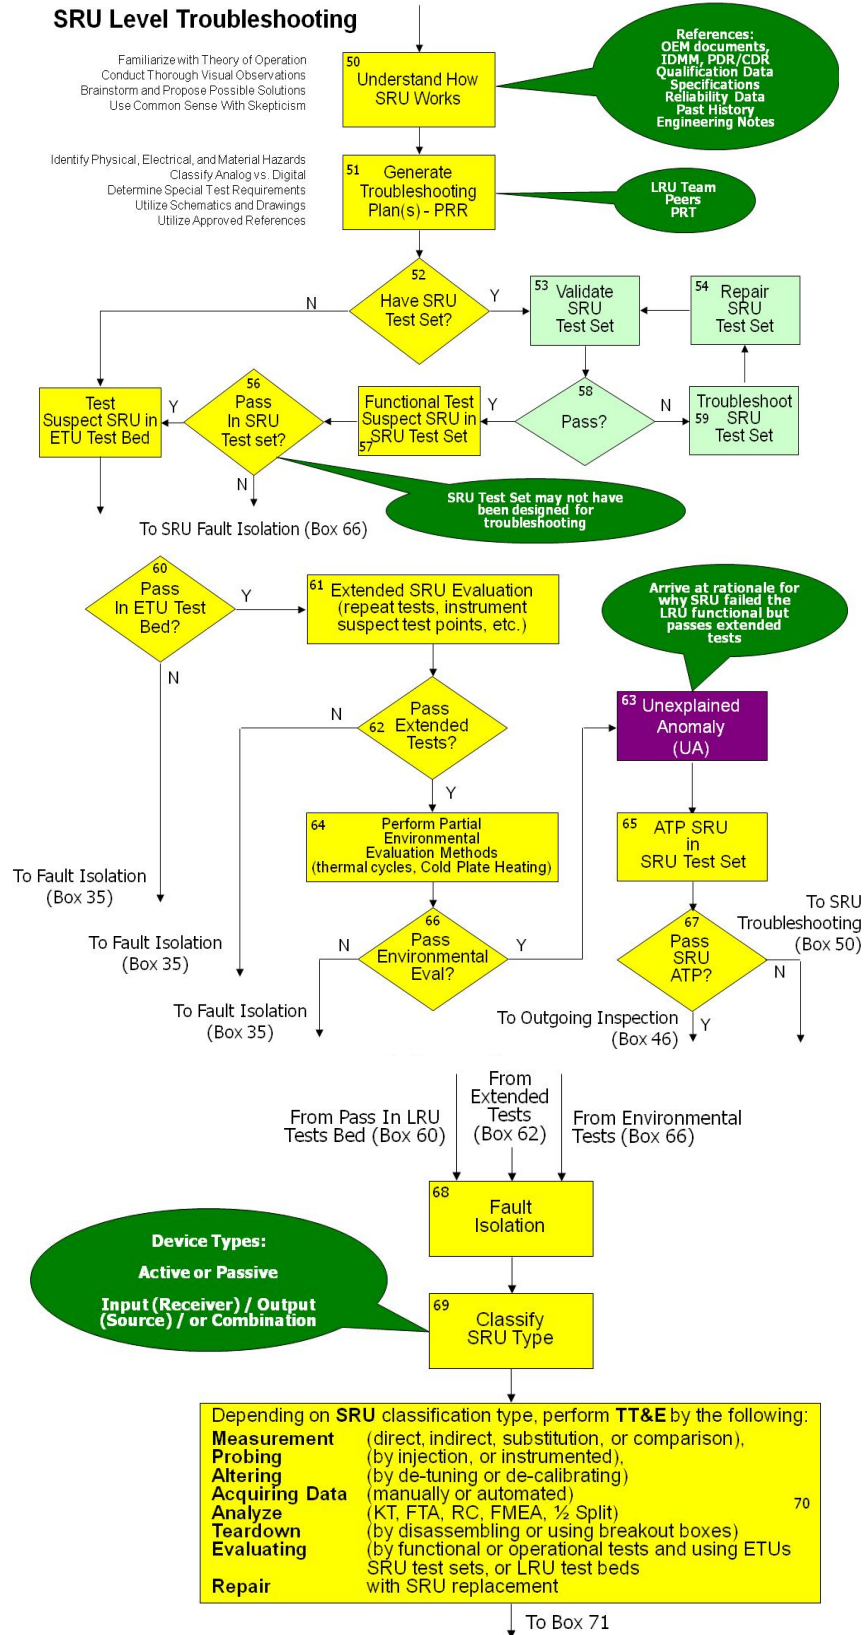 SRU Level Troubleshooting
Familiarize with Theory of Operation
Conduct Thorough Visual Observations
Brainstorm and Propose Possible Solutions
Use Common Sense With Skepticism
50
Understand How
SRU Works
References:
OEM documents,
IDMM, PDR/CDR
Qualification Data
Specifications
Reliability Data
Past History
Engineering Notes
Identify Physical, Electrical, and Material Hazards
Classify Analog vs. Digital
Determine Special Test Requirements
Utilize Schematics and Drawings
Utilize Approved References
51
Generate
Troubleshooting
Plan(s) - PRR
LRU Team
Peers
PRT
52
Have SRU
Test Set?
N
Y
53
Validate
SRU
Test Set
54
Repair
SRU
Test Set
Test
Suspect SRU in
ETU Test Bed
Y
56
Pass
In SRU
Test set?
N
Functional Test
Suspect SRU in
SRU Test Set
57
Y
58
Pass?
N
Troubleshoot
59
SRU
Test Set
SRU Test Set may not have
been designed for
troubleshooting
To SRU Fault Isolation (Box 66)
60
Pass
In ETU Test
Bed?
Y
N
61
Extended SRU Evaluation
(repeat tests, instrument
suspect test points, etc.)
Arrive at rationale for
why SRU failed the
LRU functional but
passes extended
tests
62
Pass
Extended
Tests?
N
Y
63
Unexplained
Anomaly
(UA)
64
Perform Partial
Environmental
Evaluation Methods
(thermal cycles, Cold Plate Heating)
65
ATP SRU
in
SRU Test Set
To Fault Isolation
(Box 35)
To Fault Isolation
(Box 35)
To Fault Isolation
(Box 35)
66
Pass
Environmental
Eval?
N
Y
67
Pass
SRU
ATP?
N
Y
To SRU
Troubleshooting
(Box 50)
To Outgoing Inspection
(Box 46)
From Pass In LRU
Tests Bed (Box 60)
From
Extended
Tests
(Box 62)
From Environmental
Tests (Box 66)
68
Fault
Isolation
Device Types:
Active or Passive
Input (Receiver) / Output
(Source) / or Combination
69
Classify
SRU Type
Depending on SRU classification type, perform TT&E by the following:
Measurement (direct, indirect, substitution, or comparison),
Probing (by injection, or instrumented),
Altering (by de-tuning or de-calibrating)
Acquiring Data (manually or automated)
70
Analyze (KT, FTA, RC, FMEA, ½ Split)
Teardown (by disassembling or using breakout boxes)
Evaluating (by functional or operational tests and using ETUs
SRU test sets, or LRU test beds
Repair with SRU replacement
To Box 71